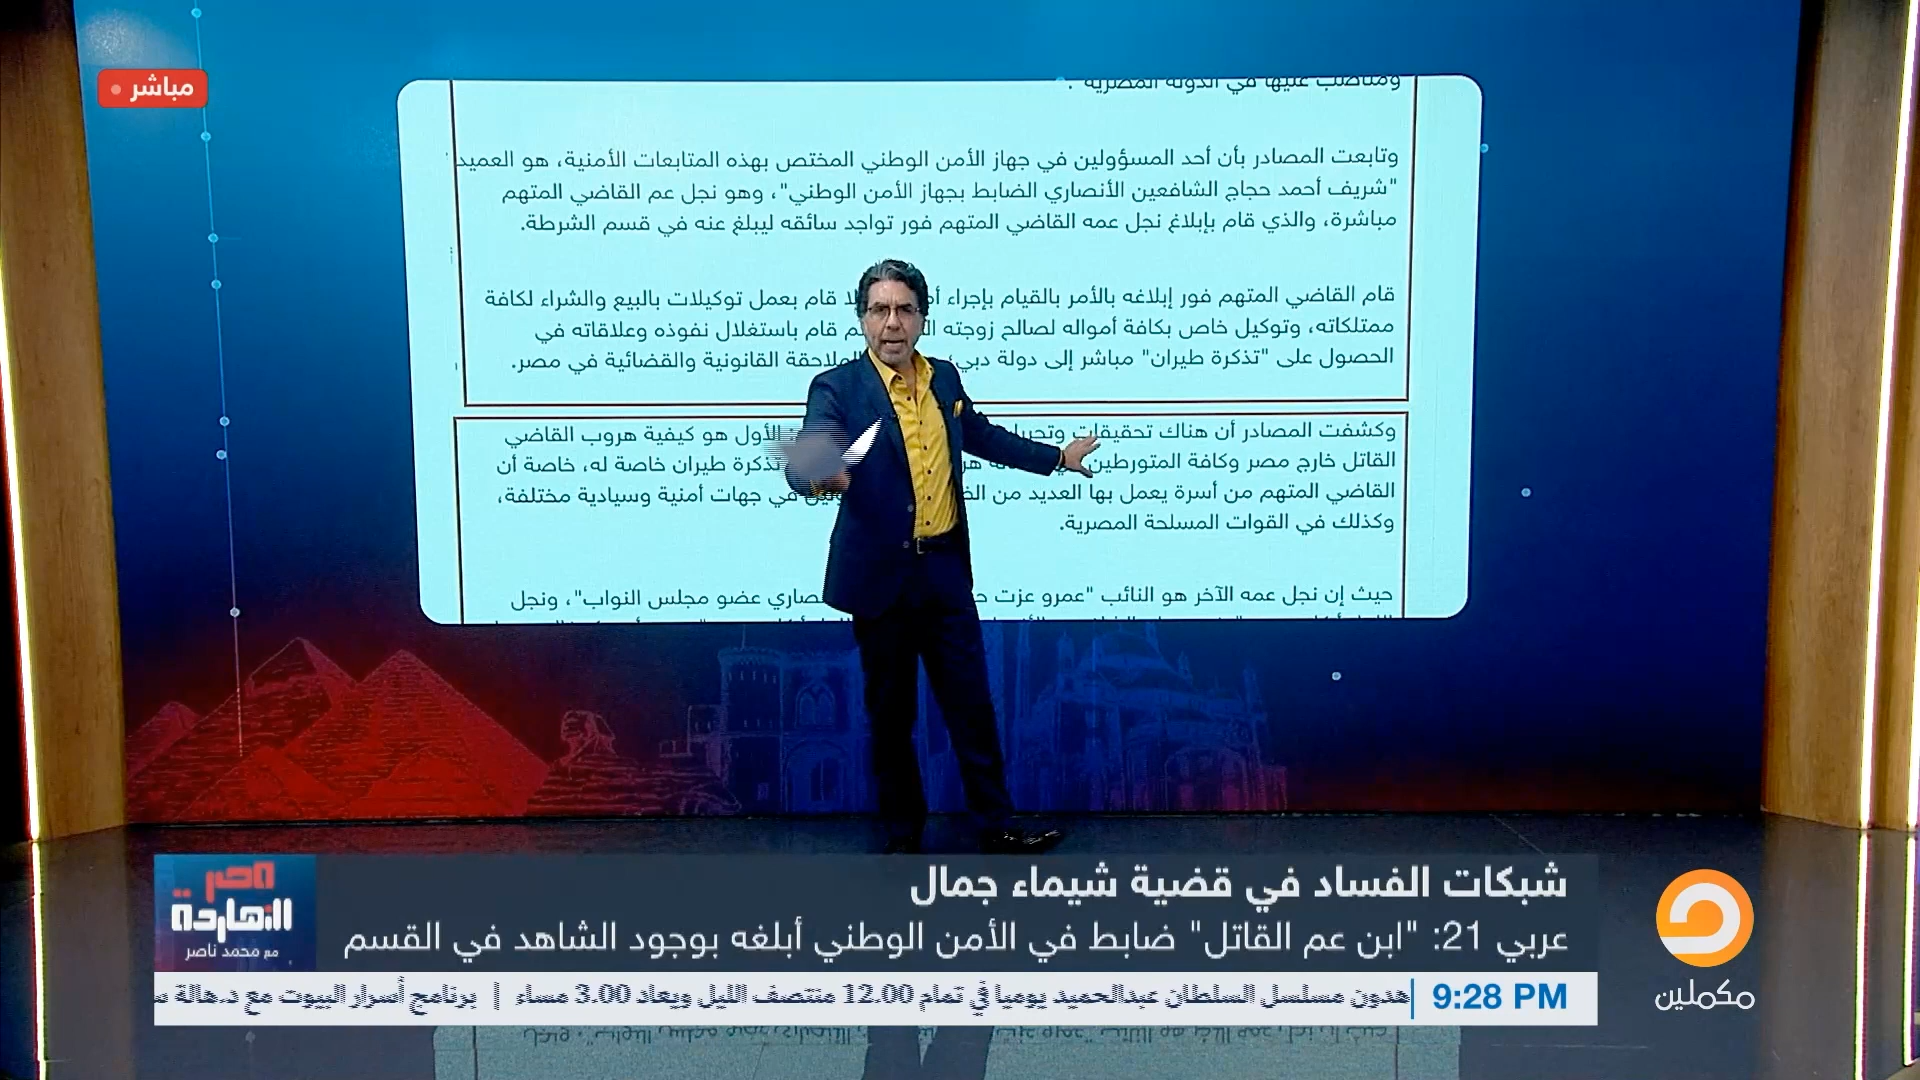 مباشر
ومناصب عليها في الدولة المصرية".
وتابعت المصادر بأن أحد المسؤولين في جهاز الأمن الوطني المختص بهذه المتابعات الأمنية، هو العميد
"شريف أحمد حجاج الشافعين الأنصاري الضابط بجهاز الأمن الوطني"، وهو نجل عم القاضي المتهم
مباشرة، والذي قام بإبلاغ نجل عمه القاضي المتهم فور تواجد سائقه ليبلغ عنه في قسم الشرطة.
قام القاضي المتهم فور إبلاغه بالأمر بالقيام بإجراء قام بعمل توكيلات بالبيع والشراء لكافة
ممتلكاته، وتوكيل خاص بكافة أمواله لصالح زوجته قام باستغلال نفوذه وعلاقاته في
الحصول على "تذكرة طيران" مباشر إلى دولة دبي، الملاحقة القانونية والقضائية في مصر.
وكشفت المصادر أن هناك تحقيقات الأول هو كيفية هروب القاضي
القاتل خارج مصر وكافة المتورطين تذكرة طيران خاصة له، خاصة أن
القاضي المتهم من أسرة يعمل بها العديد من في جهات أمنية وسيادية مختلفة،
وكذلك في القوات المسلحة المصرية.
حيث إن نجل عمه الآخر هو النائب "عمرو عزت عضو مجلس النواب"، ونجل
شبكات الفساد في قضية شيماء جمال
عربي 21: "ابن عم القاتل" ضابط في الأمن الوطني أبلغه بوجود الشاهد في القسم
مصر
النهاردة
مع محمد ناصر
9:28 PM
هدون مسلسل السلطان عبدالحميد يوميا في تمام 12.00 منتصف الليل ويعاد 3.00 مساء | برنامج أسرار البيوت مع د.هالة
مكملين